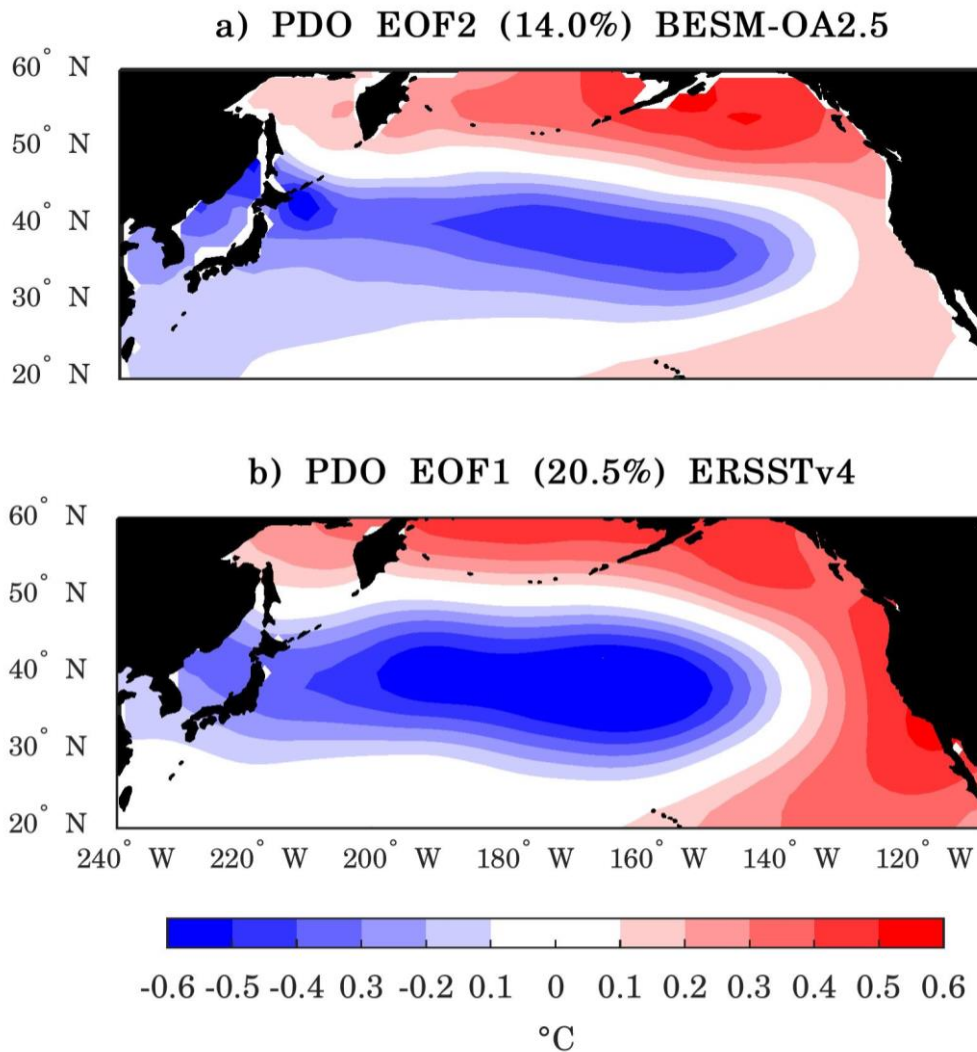 a) PDO EOF2 (14.0%) BESM-OA2.5
60° N
50° N
40° N
30° N
20° N
b) PDO EOF1 (20.5%) ERSSTv4
60° N
50° N
40° N
30° N
20° N
240° W 220° W 200° W 180° W 160° W 140° W 120° W
-0.6 -0.5 -0.4 0.3 -0.2 0.1 0 0.1 0.2 0.3 0.4 0.5 0.6
°C